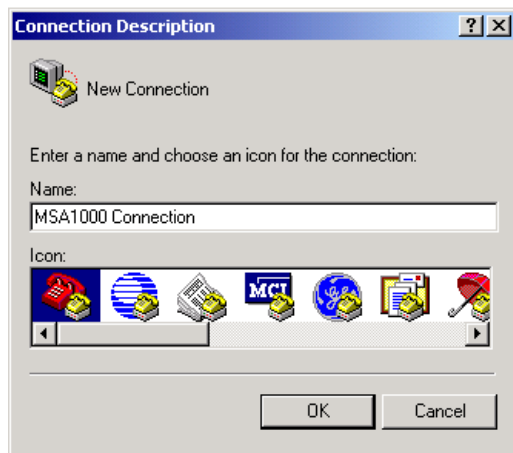 Connection Description
New Connection
Enter a name and choose an icon for the connection:
Name:
MSA1000 Connection
Icon:
MCI
OK
Cancel